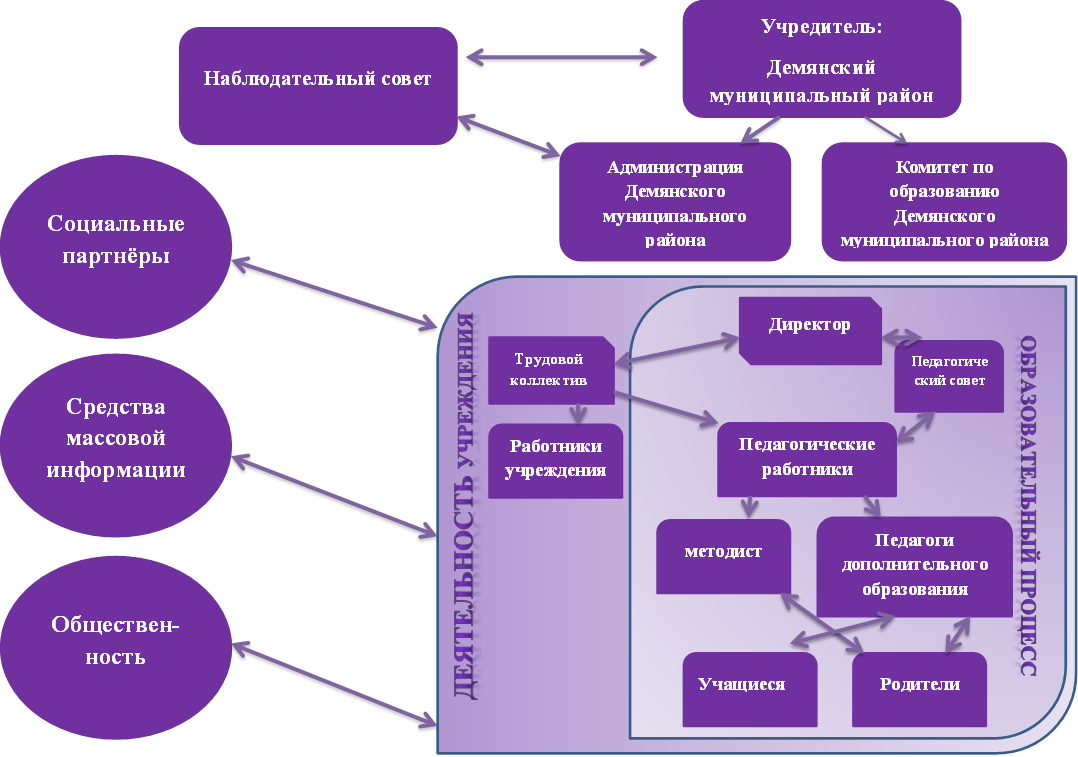 Учредитель:
Демянский
муниципальный район
Наблюдательный совет
Администрация
Демянского
муниципального
района
Комитет по
образованию
Демянского
муниципального района
Социальные
партнёры
Средства
массовой
информации
Общественность
Обществен-
ность
ДЕЯТЕЛЬНОСТЬ УЧРЕЖДЕНИЯ
Трудовой
коллектив
Работники
учреждения
Директор
Педагогиче
ский совет
Педагогические
работники
методист
Педагоги
дополнительного
образования
Учащиеся
Родители
ОБРАЗОВАТЕЛЬНЫЙ ПРОЦЕСС